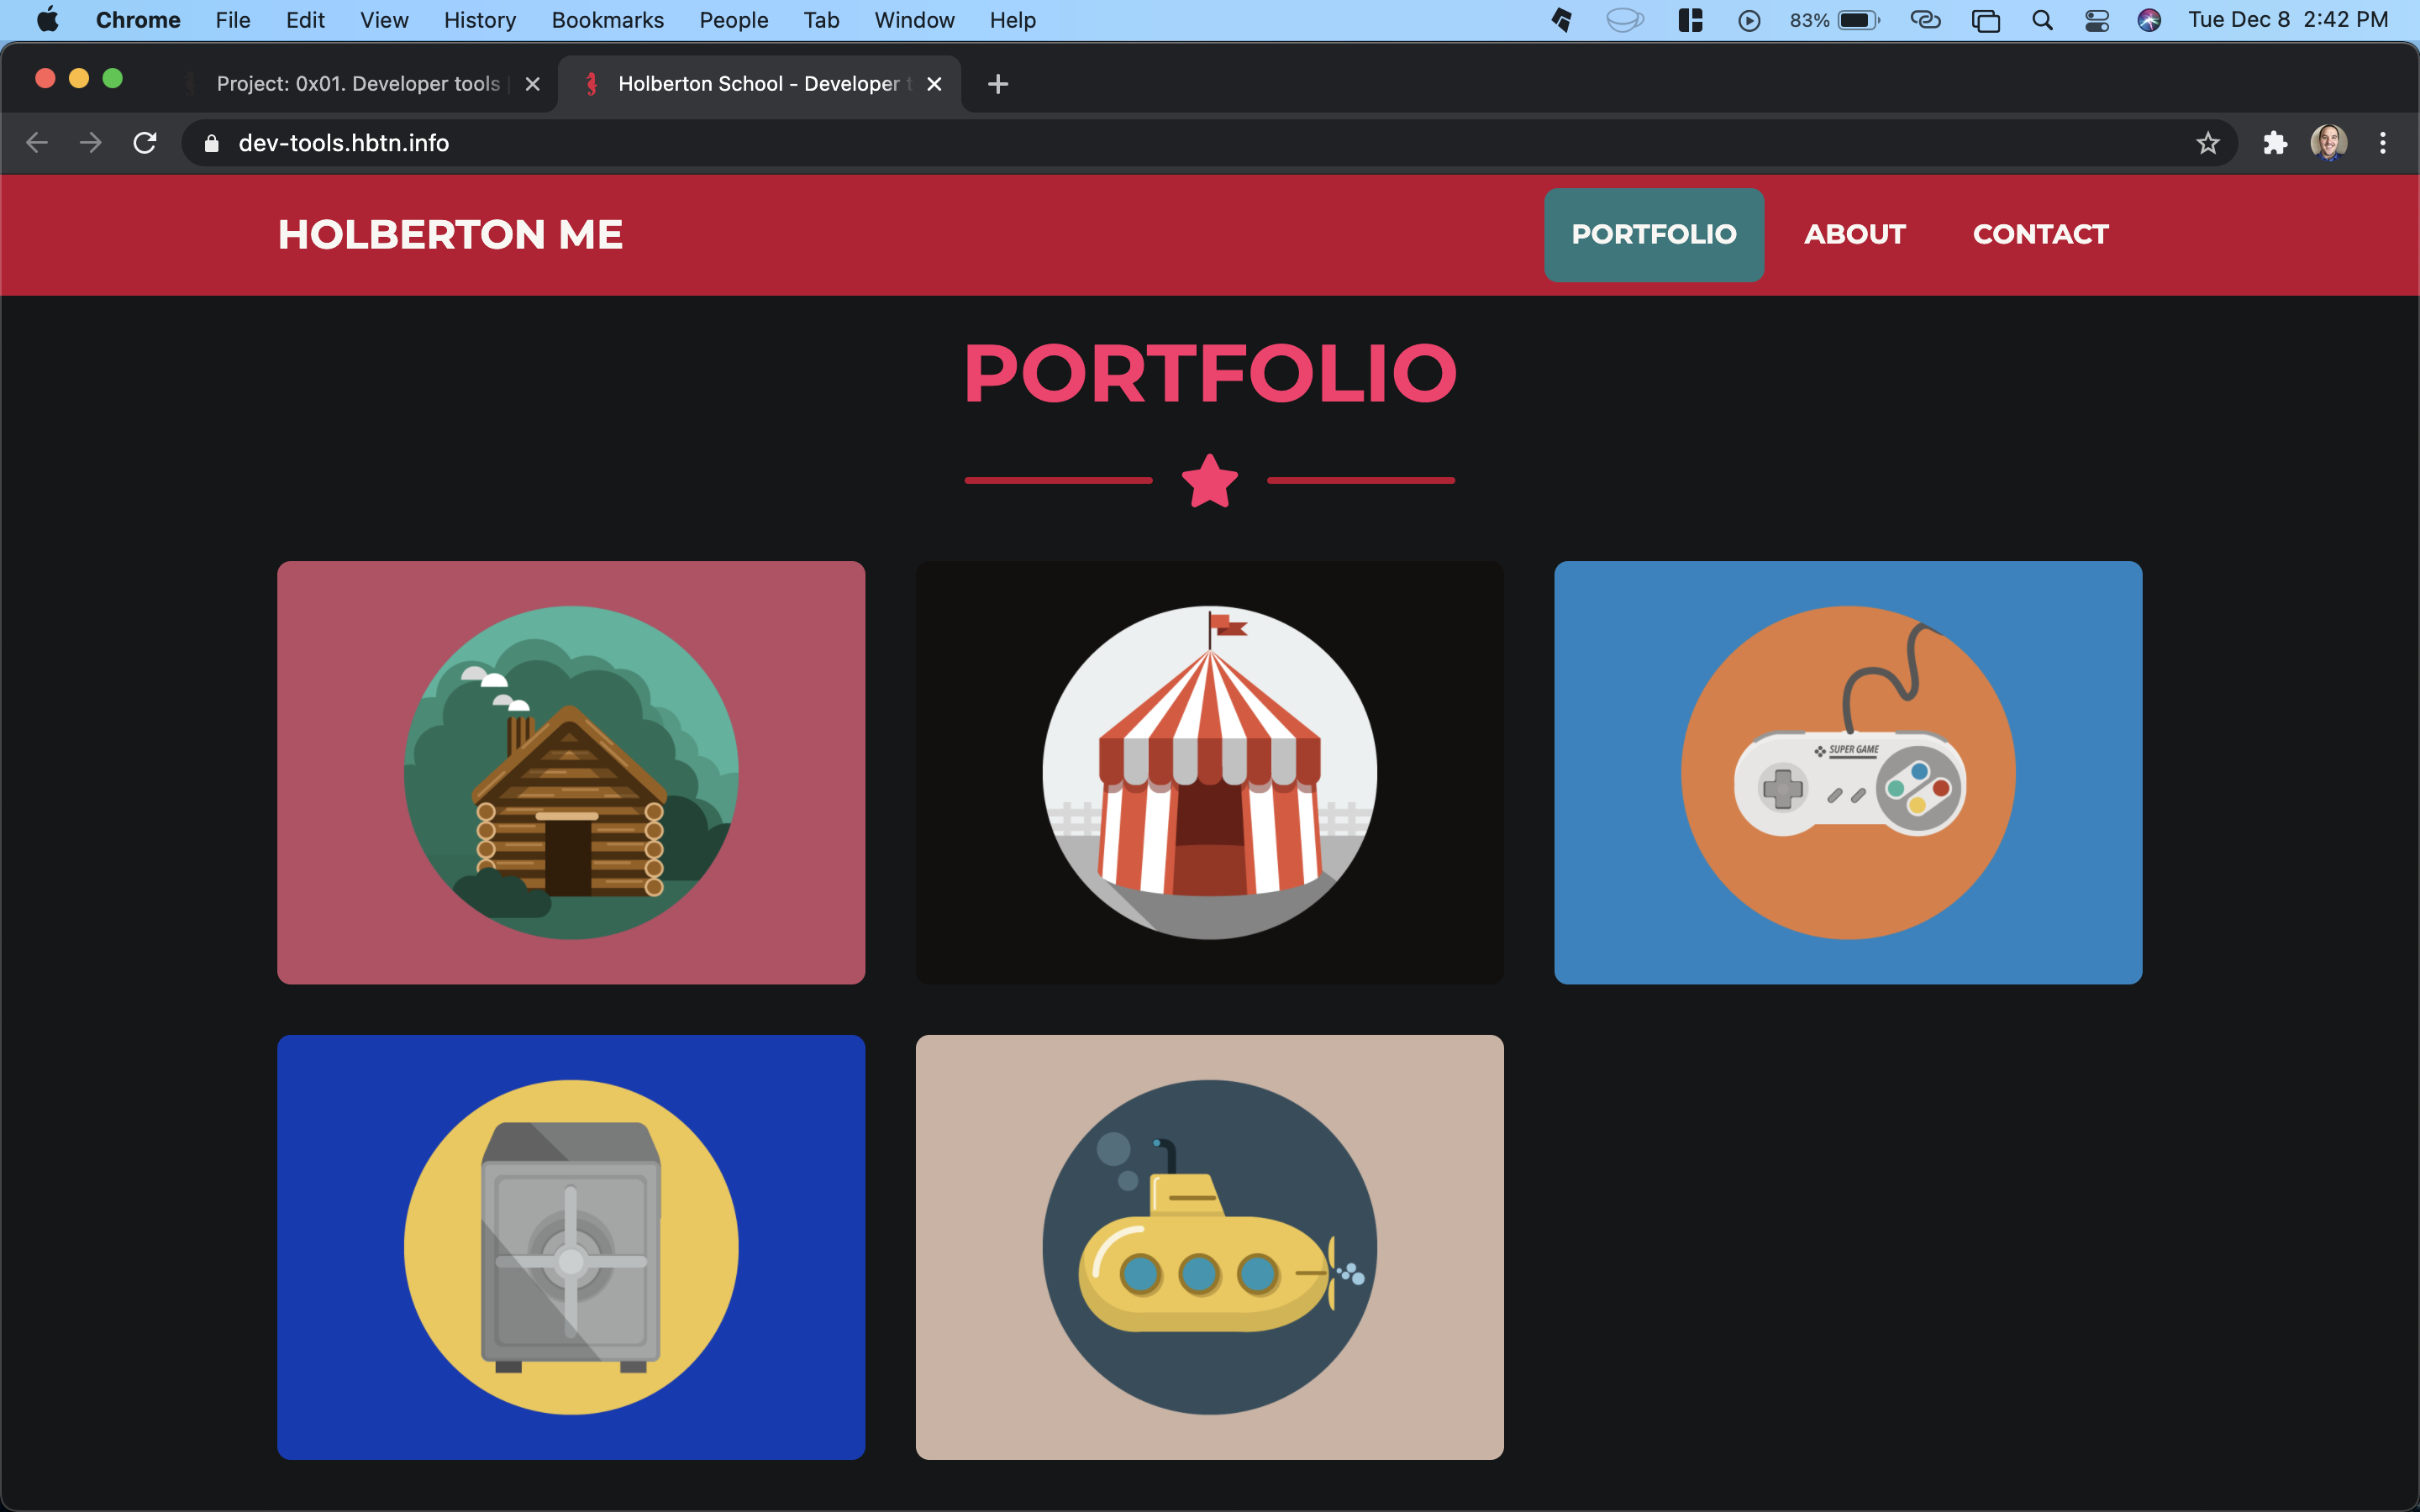 Chrome File Edit View History Bookmarks People Tab Window Help 83% Tue Dec 8 2:42 PM
Project: 0x01. Developer tools | Holberton School - Developer t
dev-tools.hbtn.info
HOLBERTON ME PORTFOLIO ABOUT CONTACT
PORTFOLIO
SUPER GAME